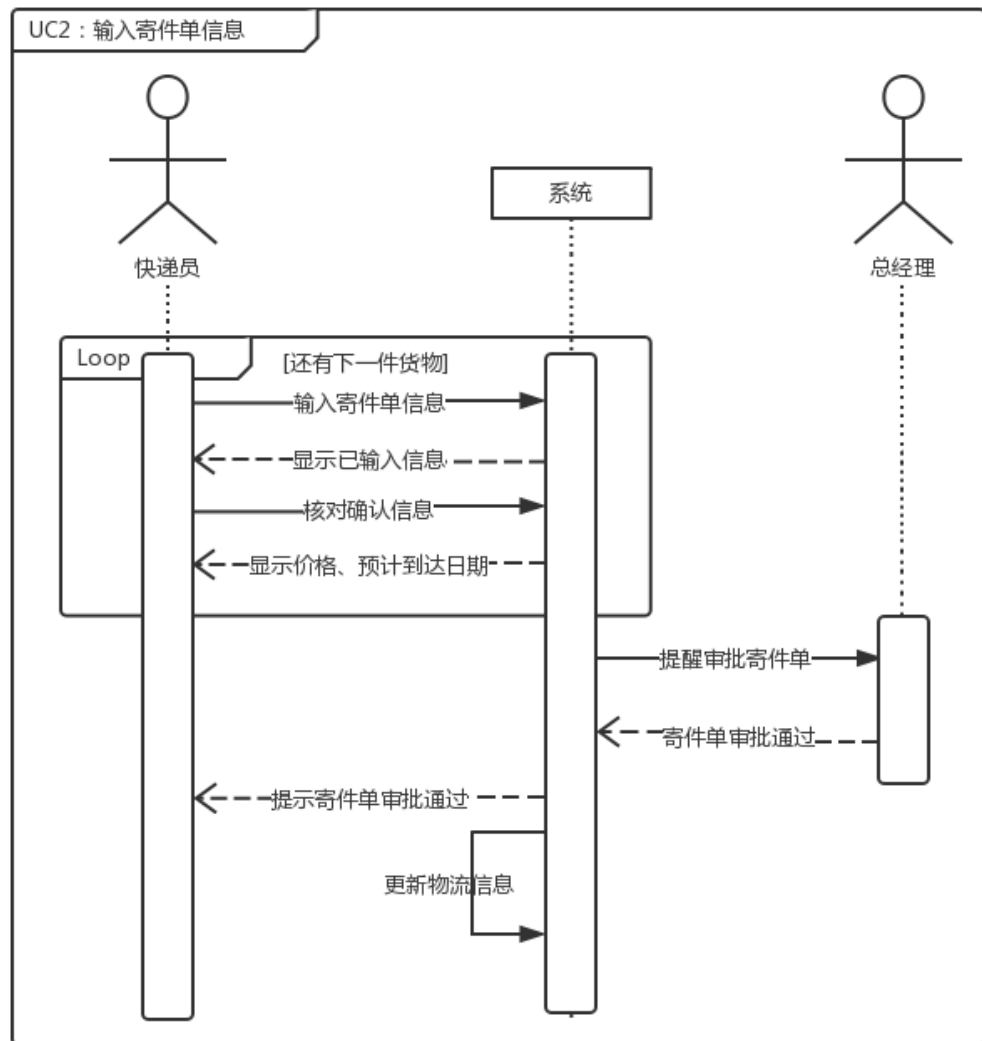 UC2：输入寄件单信息
系统
快递员
总经理
Loop
[还有下一件货物]
输入寄件单信息
显示已输入信息
核对确认信息
显示价格、预计到达日期
提醒审批寄件单
寄件单审批通过
提示寄件单审批通过
更新物流信息